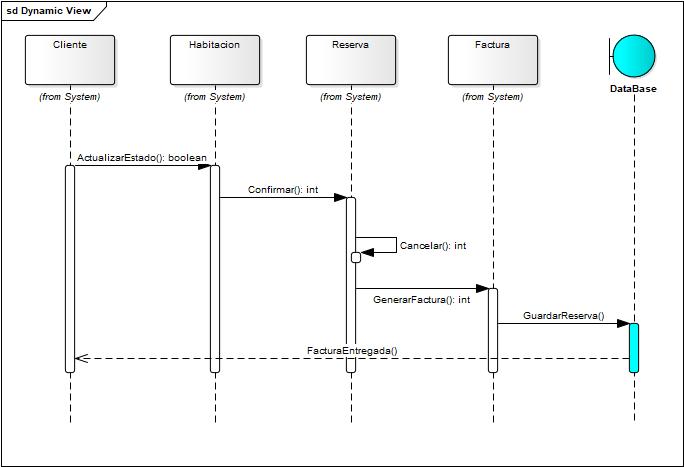 sd Dynamic View
Cliente
Habitacion
Reserva
Factura
(from System)
(from System)
(from System)
(from System)
DataBase
ActualizarEstado(): boolean
Confirmar(): int
Cancelar(): int
GenerarFactura(): int
GuardarReserva()
FacturaEntregada()